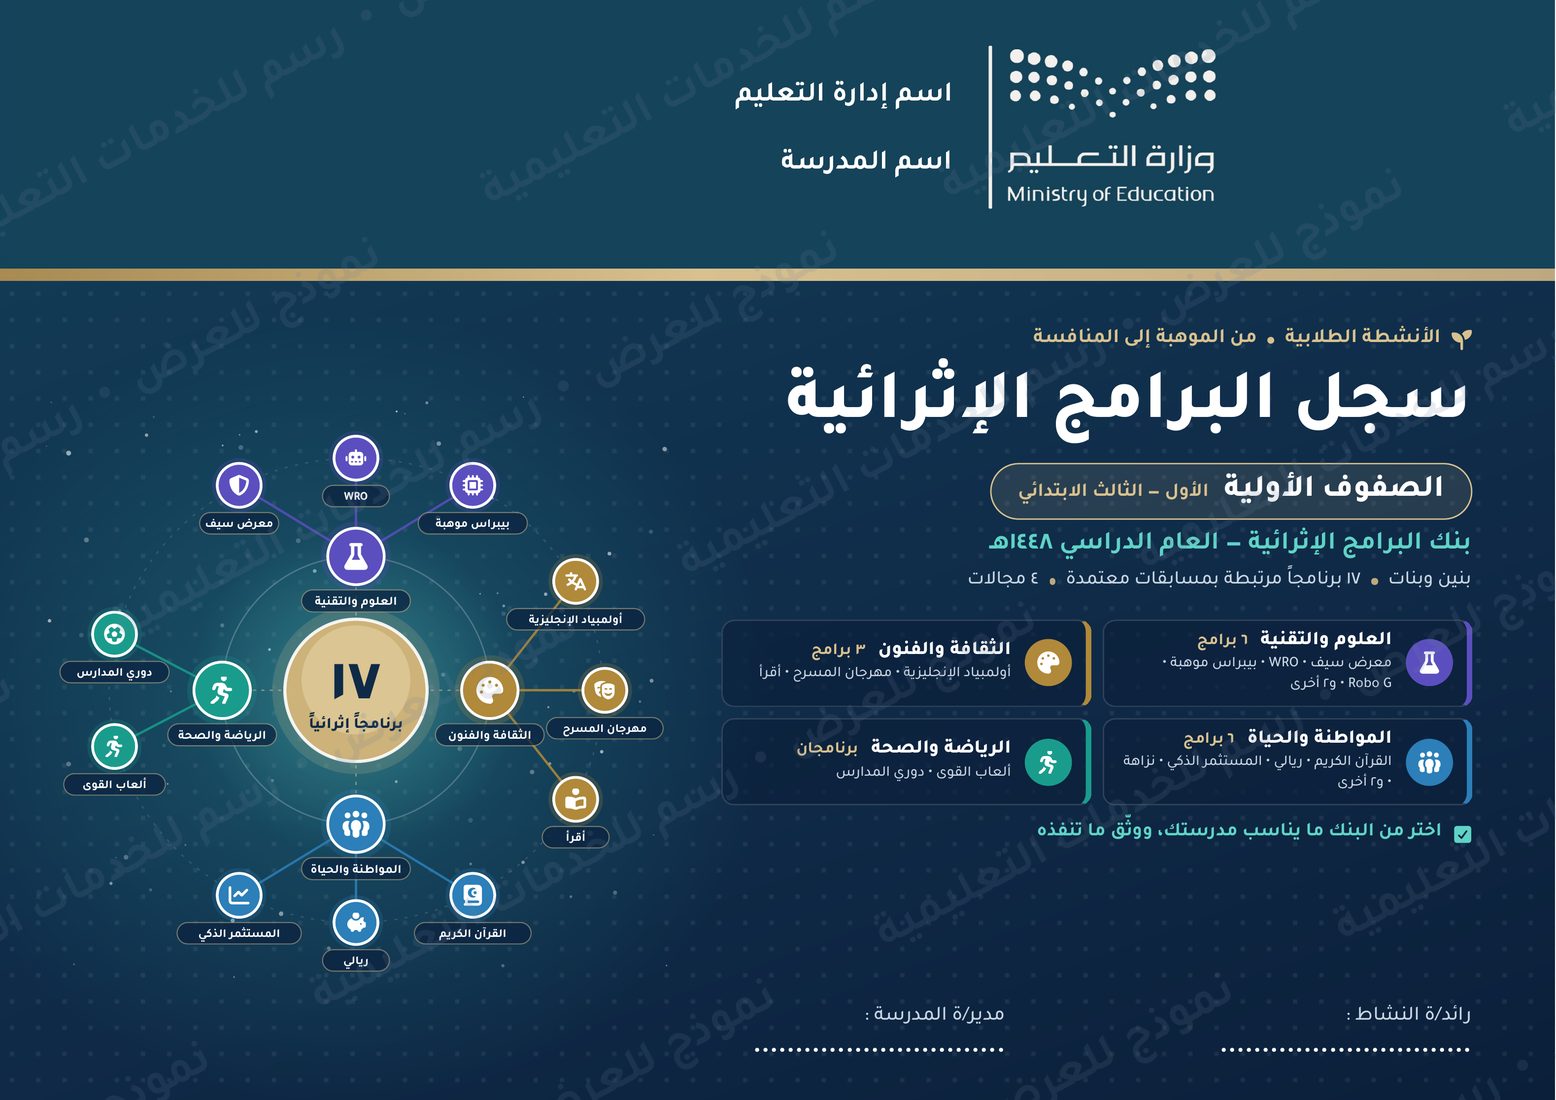 وزارة التعليم
Ministry of Education
اسم إدارة التعليم
اسم المدرسة
الأنشطة الطلابية • من الموهبة إلى المنافسة
سجل البرامج الإثرائية
الصفوف الأولية الأول – الثالث الابتدائي
بنك البرامج الإثرائية – العام الدراسي ١٤٤٨هـ
بنين وبنات • ١٧ برنامجاً مرتبطة بمسابقات معتمدة • ٤ مجالات
العلوم والتقنية ٦ برامج
معرض سيف • WRO • بيبراس موهبة •
Robo G • و٢ أخرى
الثقافة والفنون ٣ برامج
أولمبياد الإنجليزية • مهرجان المسرح • أقرأ
المواطنة والحياة ٦ برامج
القرآن الكريم • ريالي • المستثمر الذكي • نزاهة
• و٢ أخرى
الرياضة والصحة برنامجان
ألعاب القوى • دوري المدارس
اختر من البنك ما يناسب مدرستك، ووثّق ما تنفذه
رائد/ة النشاط :
مدير/ة المدرسة :
١٧
برنامجاً إثرائياً
العلوم والتقنية
بيبراس موهبة
WRO
معرض سيف
الثقافة والفنون
أولمبياد الإنجليزية
مهرجان المسرح
أقرأ
المواطنة والحياة
القرآن الكريم
ريالي
المستثمر الذكي
الرياضة والصحة
دوري المدارس
ألعاب القوى
نموذج للعرض • رسم للخدمات التعليمية